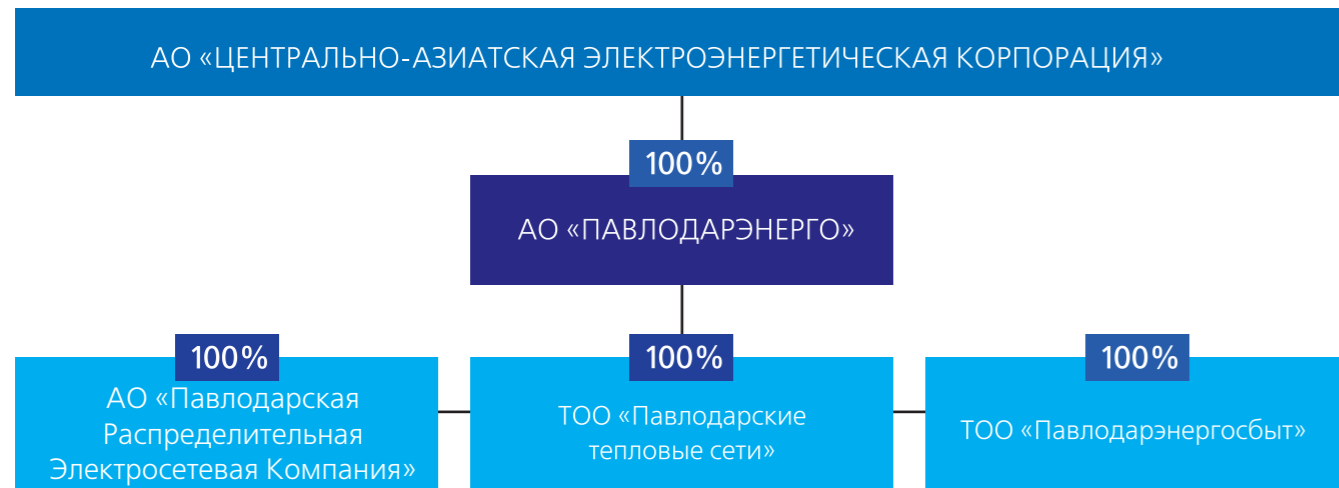 АО «ЦЕНТРАЛЬНО-АЗИАТСКАЯ ЭЛЕКТРОЭНЕРГЕТИЧЕСКАЯ КОРПОРАЦИЯ»
100%
АО «ПАВЛОДАРЭНЕРГО»
100%
АО «Павлодарская
Распределительная
Электросетевая Компания»
100%
ТОО «Павлодарские
тепловые сети»
100%
ТОО «Павлодарэнергосбыт»